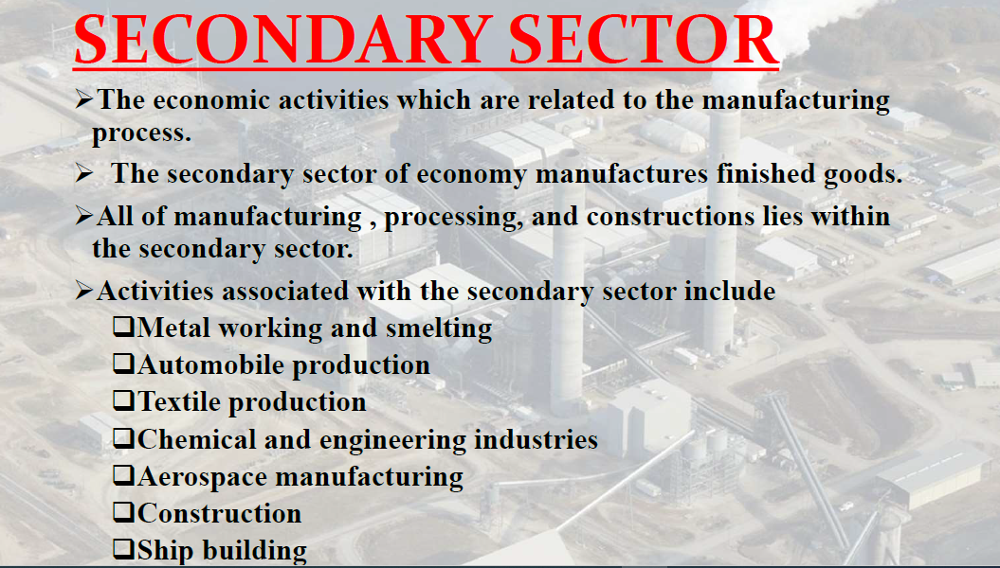 SECONDARY SECTOR
➢The economic activities which are related to the manufacturing
process.
➢ The secondary sector of economy manufactures finished goods.
➢All of manufacturing , processing, and constructions lies within
the secondary sector.
➢Activities associated with the secondary sector include
❑Metal working and smelting
❑Automobile production
❑Textile production
❑Chemical and engineering industries
❑Aerospace manufacturing
❑Construction
❑Ship building